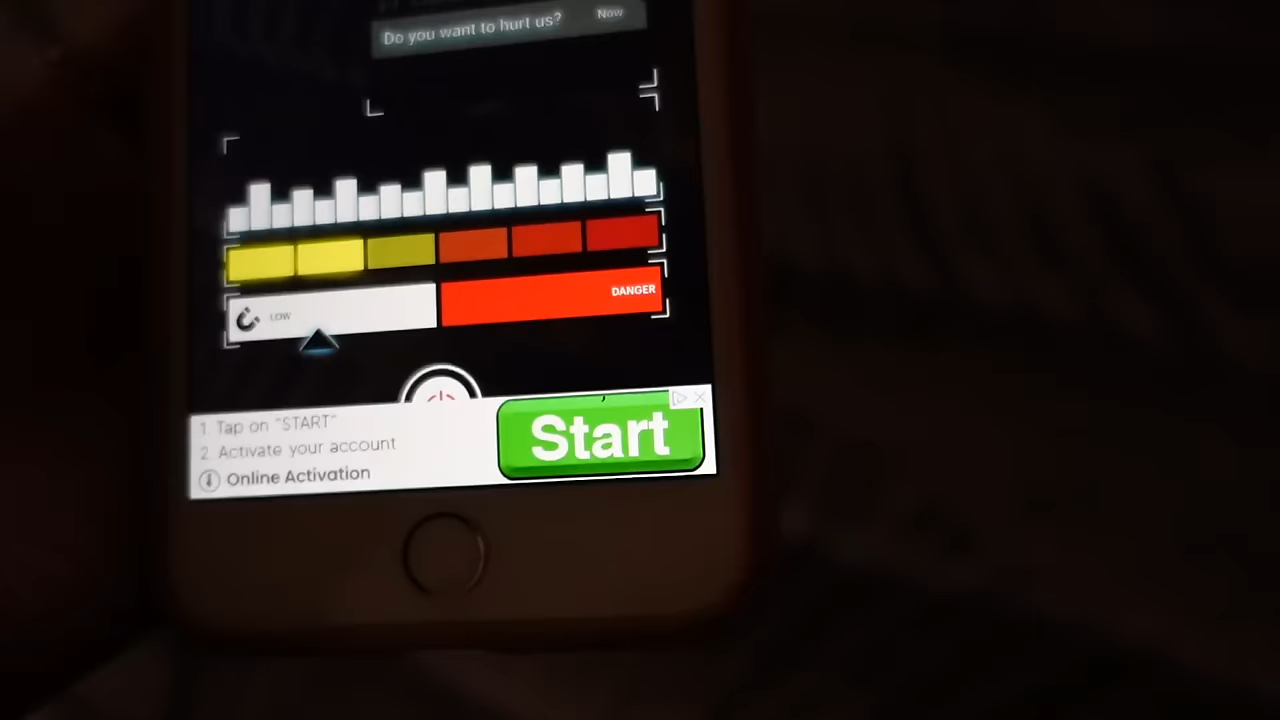 Do you want to hurt us?
Now
LOW
DANGER
1. Tap on "START"
2. Activate your account
Online Activation
Start